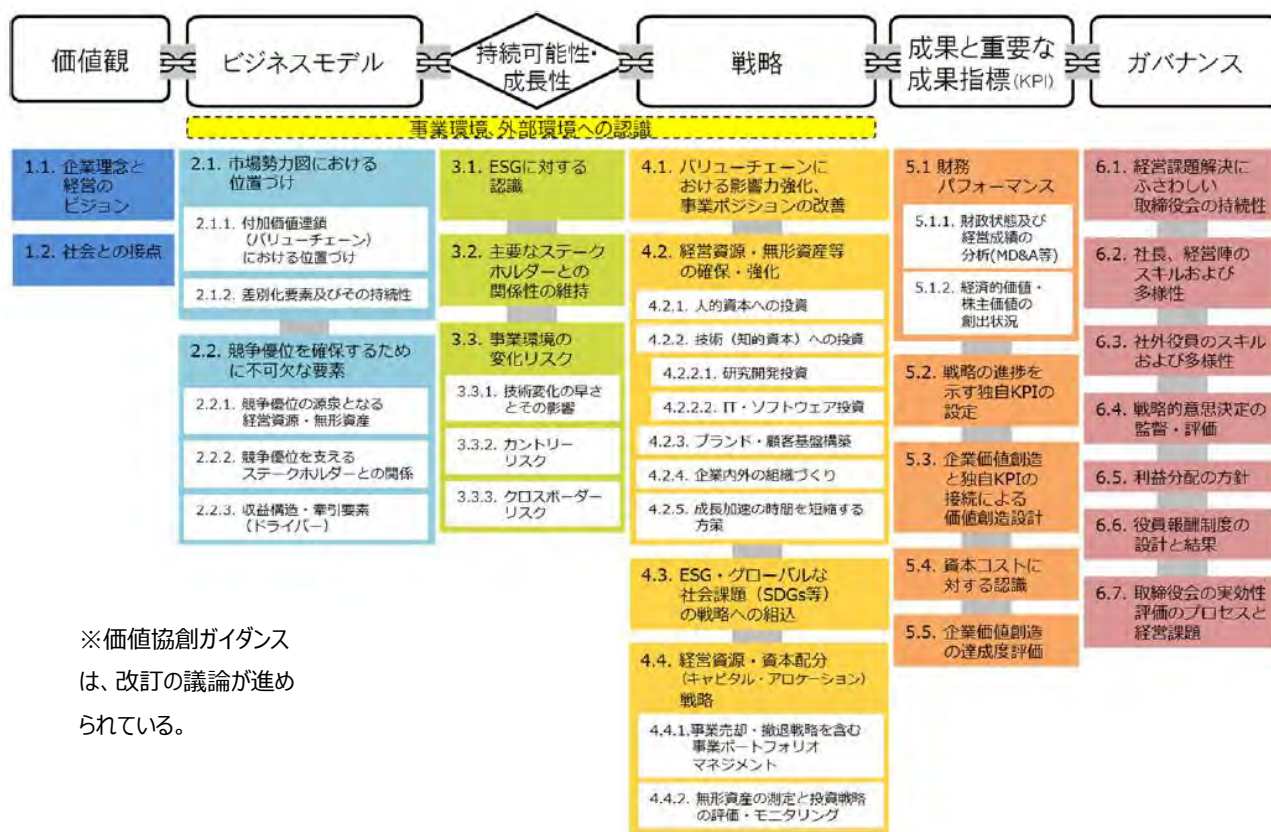 価値観
ビジネスモデル
持続可能性・
成長性
戦略
成果と重要な
成果指標(KPI)
ガバナンス
事業環境、外部環境への認識
1.1. 企業理念と
経営の
ビジョン
1.2. 社会との接点
2.1. 市場勢力図における
位置づけ
2.1.1. 付加価値連鎖
(バリューチェーン)
における位置づけ
2.1.2. 差別化要素及びその持続性
2.2. 競争優位を確保するため
に不可欠な要素
2.2.1. 競争優位の源泉となる
経営資源・無形資産
2.2.2. 競争優位を支える
ステークホルダーとの関係
2.2.3. 収益構造・牽引要素
(ドライバー)
3.1. ESGに対する
認識
3.2. 主要なステーク
ホルダーとの
関係性の維持
3.3. 事業環境の
変化リスク
3.3.1. 技術変化の早さ
とその影響
3.3.2. カントリー
リスク
3.3.3. クロスボーダー
リスク
4.1. バリューチェーンに
おける影響力強化、
事業ポジションの改善
4.2. 経営資源・無形資産等
の確保・強化
4.2.1. 人的資本への投資
4.2.2. 技術（知的資本）への投資
4.2.2.1. 研究開発投資
4.2.2.2. IT・ソフトウェア投資
4.2.3. ブランド・顧客基盤構築
4.2.4. 企業内外の組織づくり
4.2.5. 成長加速の時間を短縮する
方策
4.3. ESG・グローバルな
社会課題（SDGs等）
の戦略への組込
4.4. 経営資源・資本配分
(キャピタル・アロケーション)
戦略
4.4.1.事業売却・撤退戦略を含む
事業ポートフォリオ
マネジメント
4.4.2. 無形資産の測定と投資戦略
の評価・モニタリング
5.1 財務
パフォーマンス
5.1.1. 財政状態及び
経営成績の
分析(MD&A等)
5.1.2. 経済的価値・
株主価値の
創出状況
5.2. 戦略の進捗を
示す独自KPIの
設定
5.3. 企業価値創造
と独自KPIの
接続による
価値創造設計
5.4. 資本コストに
対する認識
5.5. 企業価値創造
の達成度評価
6.1. 経営課題解決に
ふさわしい
取締役会の持続性
6.2. 社長、経営陣の
スキルおよび
多様性
6.3. 社外役員のスキル
および多様性
6.4. 戦略的意思決定の
監督・評価
6.5. 利益分配の方針
6.6. 役員報酬制度の
設計と結果
6.7. 取締役会の実効性
評価のプロセスと
経営課題
※価値協創ガイダンス
は、改訂の議論が進め
られている。